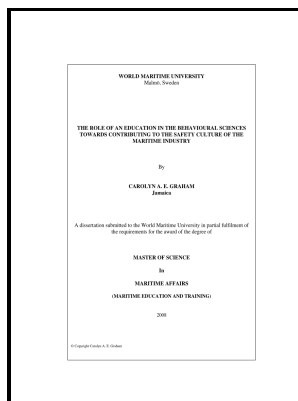 WORLD MARITIME UNIVERSITY
Malmö, Sweden
THE ROLE OF AN EDUCATION IN THE BEHAVIOURAL SCIENCES
TOWARDS CONTRIBUTING TO THE SAFETY CULTURE OF THE
MARITIME INDUSTRY
By
CAROLYN A. E. GRAHAM
Jamaica
A dissertation submitted to the World Maritime University in partial fulfilment of
the requirements for the award of the degree of
MASTER OF SCIENCE
In
MARITIME AFFAIRS
(MARITIME EDUCATION AND TRAINING)
2008
© Copyright Carolyn A. E. Graham